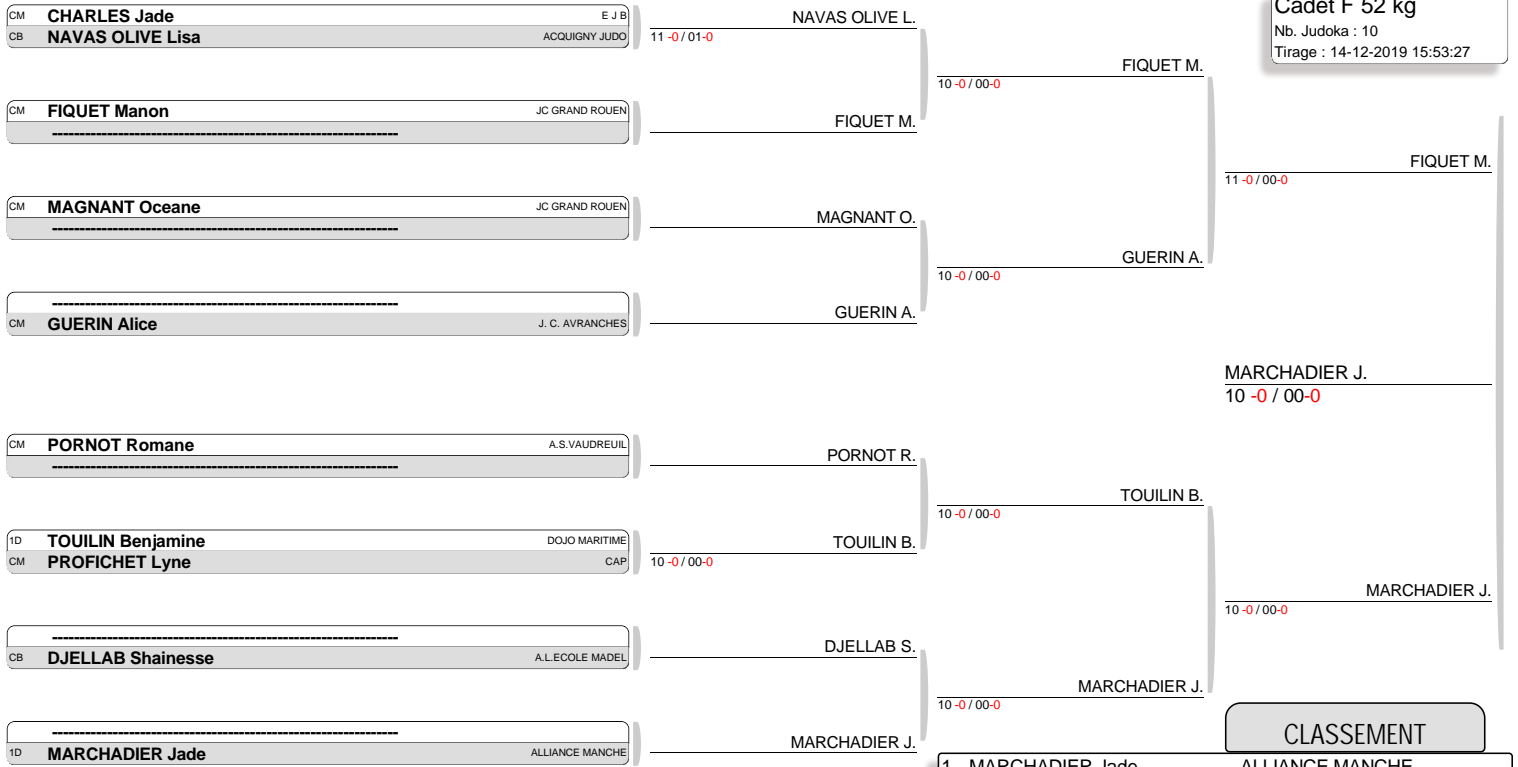 Cadet F 52 kg
Nb. Judoka : 10
Tirage : 14-12-2019 15:53:27
CM CHARLES Jade E J B
CB NAVAS OLIVE Lisa ACQUIGNY JUDO
CM FIQUET Manon JC GRAND ROUEN
------------------------------------------------------------------
CM MAGNANT Oceane JC GRAND ROUEN
------------------------------------------------------------------
------------------------------------------------------------------
CM GUERIN Alice J. C. AVRANCHES
CM PORNOT Romane A.S.VAUDREUIL
------------------------------------------------------------------
1D TOUILIN Benjamine DOJO MARITIME
CM PROFICHET Lyne CAP
------------------------------------------------------------------
CB DJELLAB Shainesse A.L.ECOLE MADEL
------------------------------------------------------------------
1D MARCHADIER Jade ALLIANCE MANCHE
NAVAS OLIVE L.
11 -0 / 01-0
FIQUET M.
MAGNANT O.
GUERIN A.
PORNOT R.
TOUILIN B.
10 -0 / 00-0
DJELLAB S.
MARCHADIER J.
FIQUET M.
10 -0 / 00-0
GUERIN A.
10 -0 / 00-0
TOUILIN B.
10 -0 / 00-0
MARCHADIER J.
10 -0 / 00-0
FIQUET M.
11 -0 / 00-0
MARCHADIER J.
10 -0 / 00-0
MARCHADIER J.
10 -0 / 00-0
CLASSEMENT
1 MARCHADIER Jade ALLIANCE MANCHE